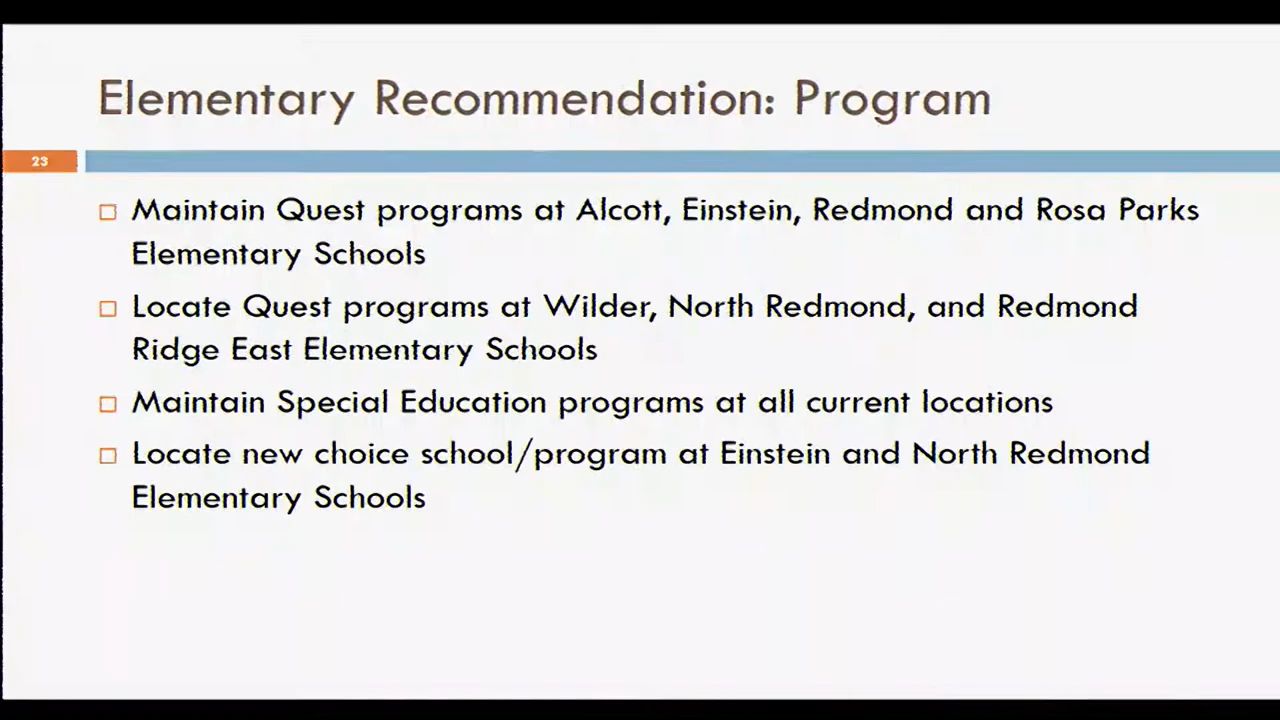 Elementary Recommendation: Program
23
Maintain Quest programs at Alcott, Einstein, Redmond and Rosa Parks
Elementary Schools
Locate Quest programs at Wilder, North Redmond, and Redmond
Ridge East Elementary Schools
Maintain Special Education programs at all current locations
Locate new choice school/program at Einstein and North Redmond
Elementary Schools